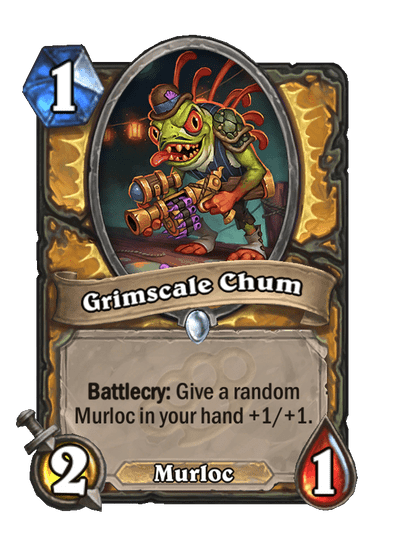 1
Grimscale Chum
Battlecry: Give a random
Murloc in your hand +1/+1.
2
Murloc
1